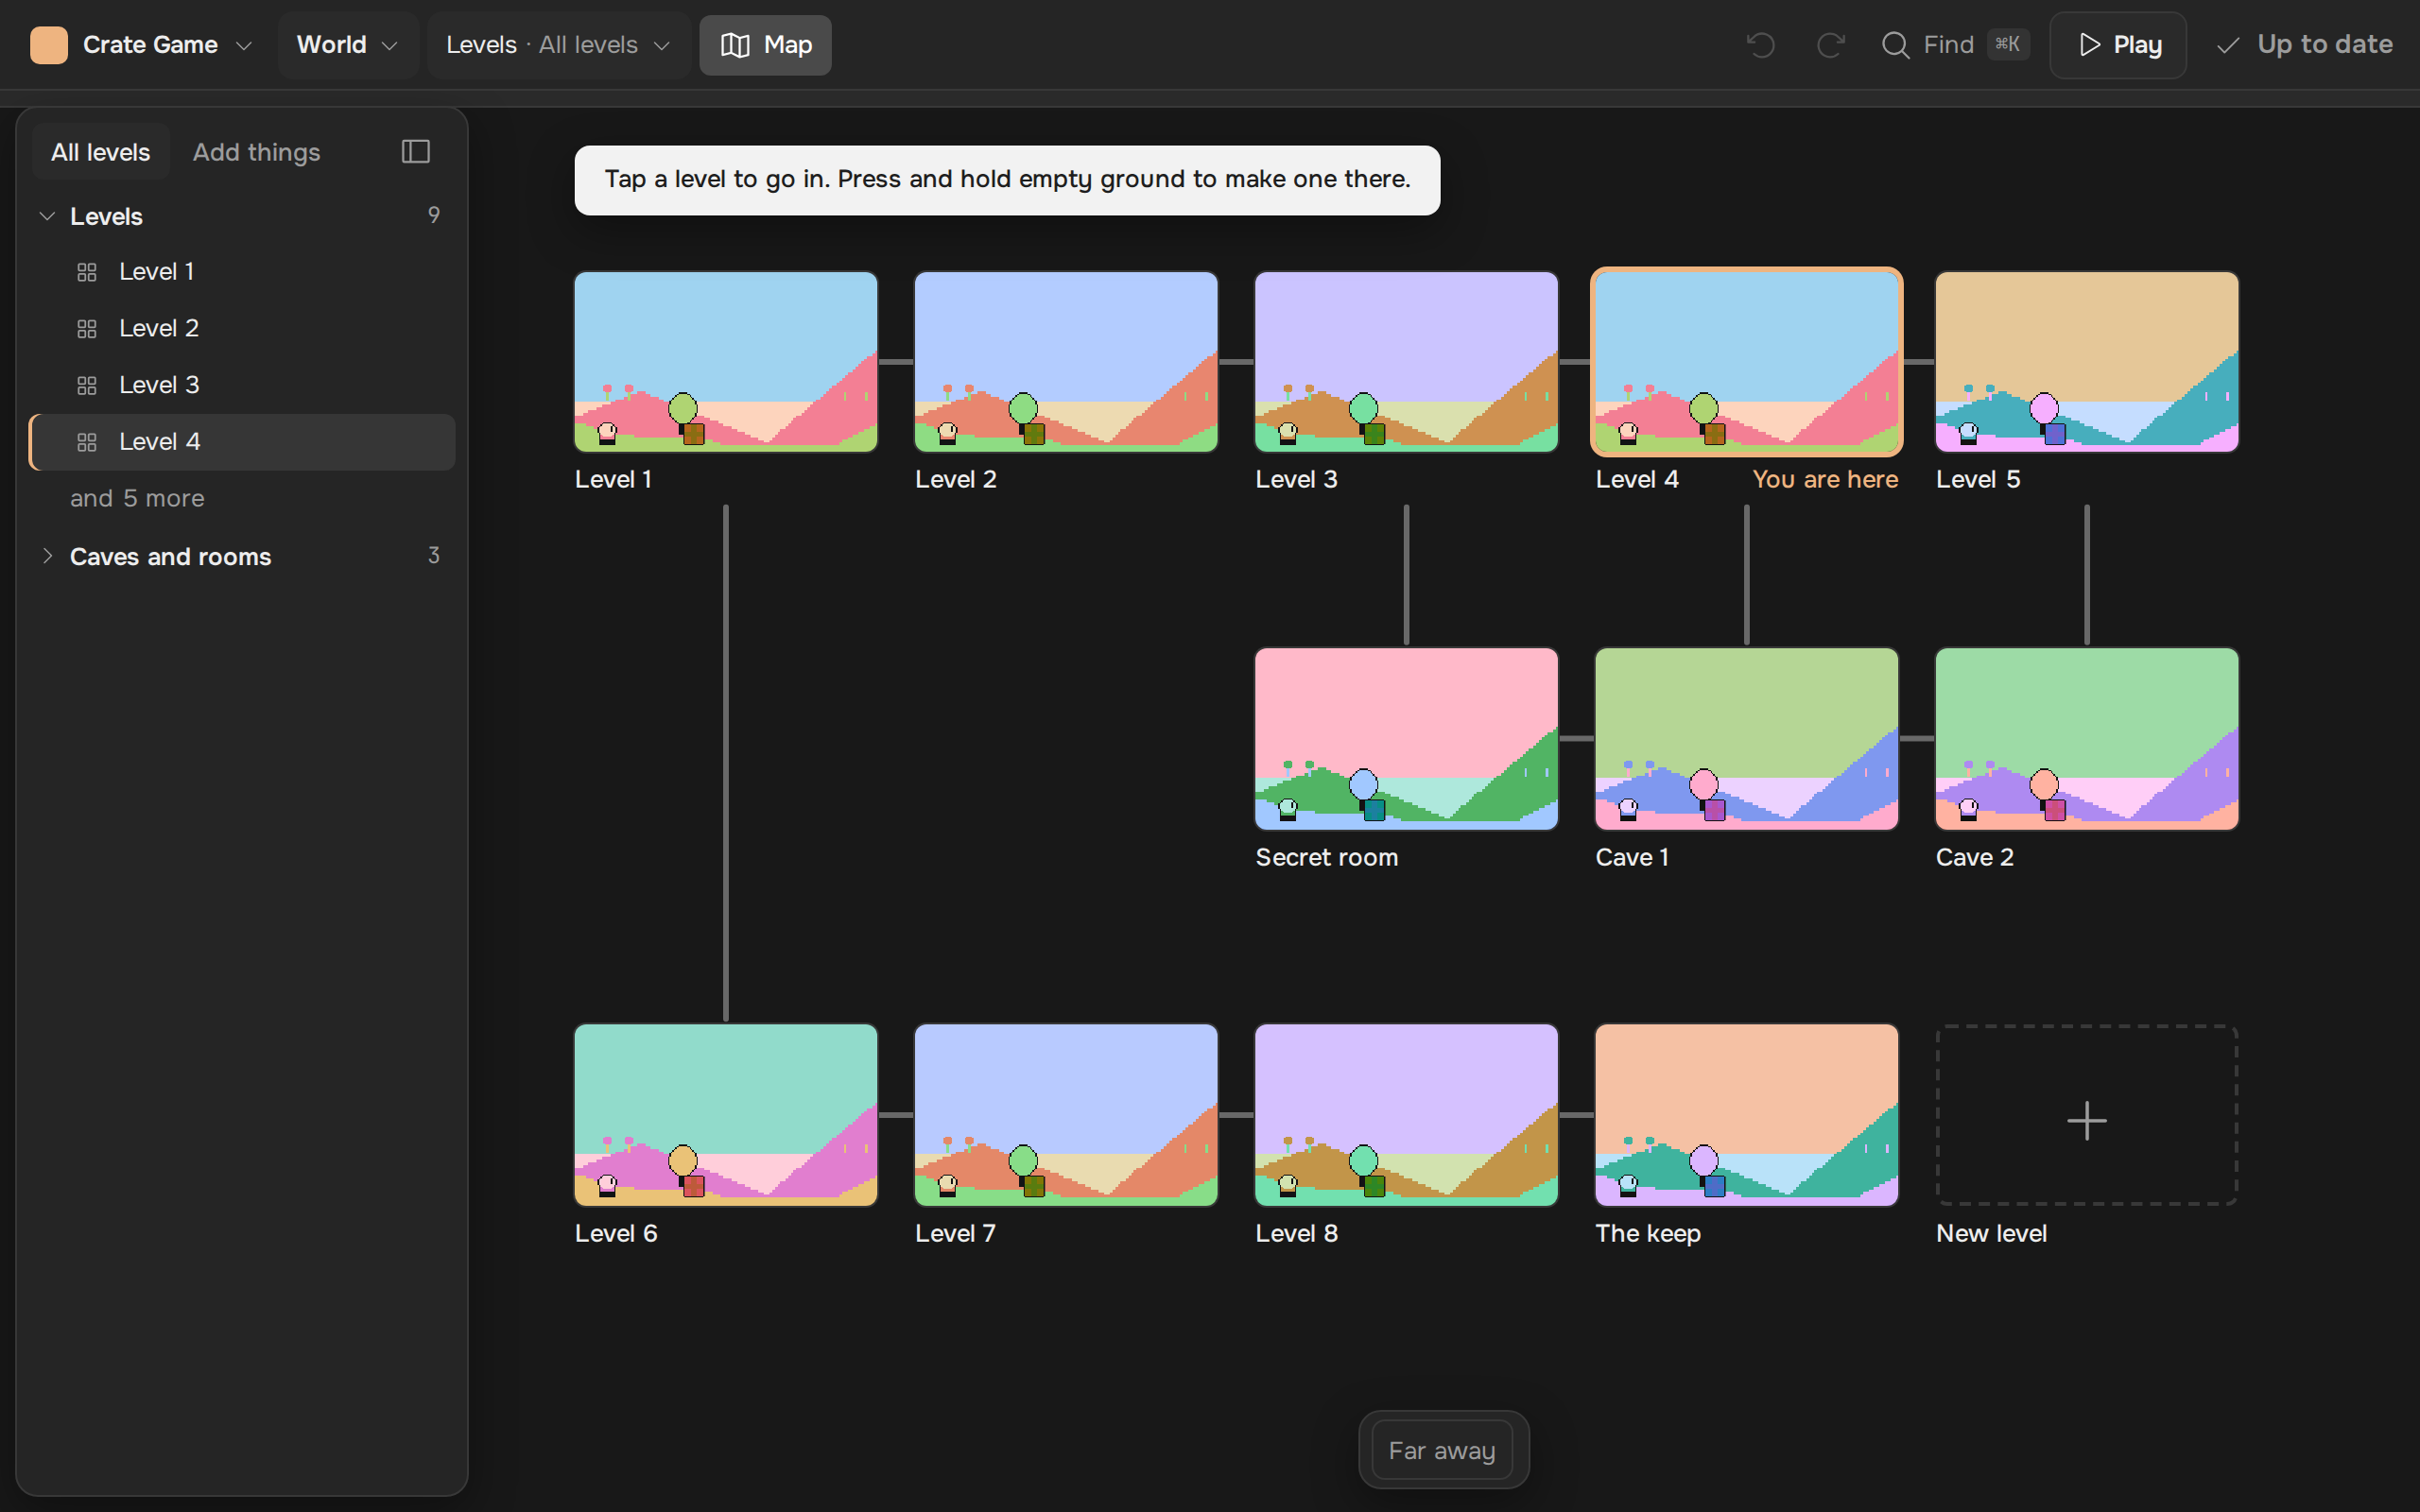 Crate Game World Levels · All levels Map Find ⌘K Play Up to date
All levels Add things
Levels 9
Level 1
Level 2
Level 3
Level 4
and 5 more
Caves and rooms 3
Tap a level to go in. Press and hold empty ground to make one there.
Level 1 Level 2 Level 3 Level 4 You are here Level 5
Secret room Cave 1 Cave 2
Level 6 Level 7 Level 8 The keep New level
Far away